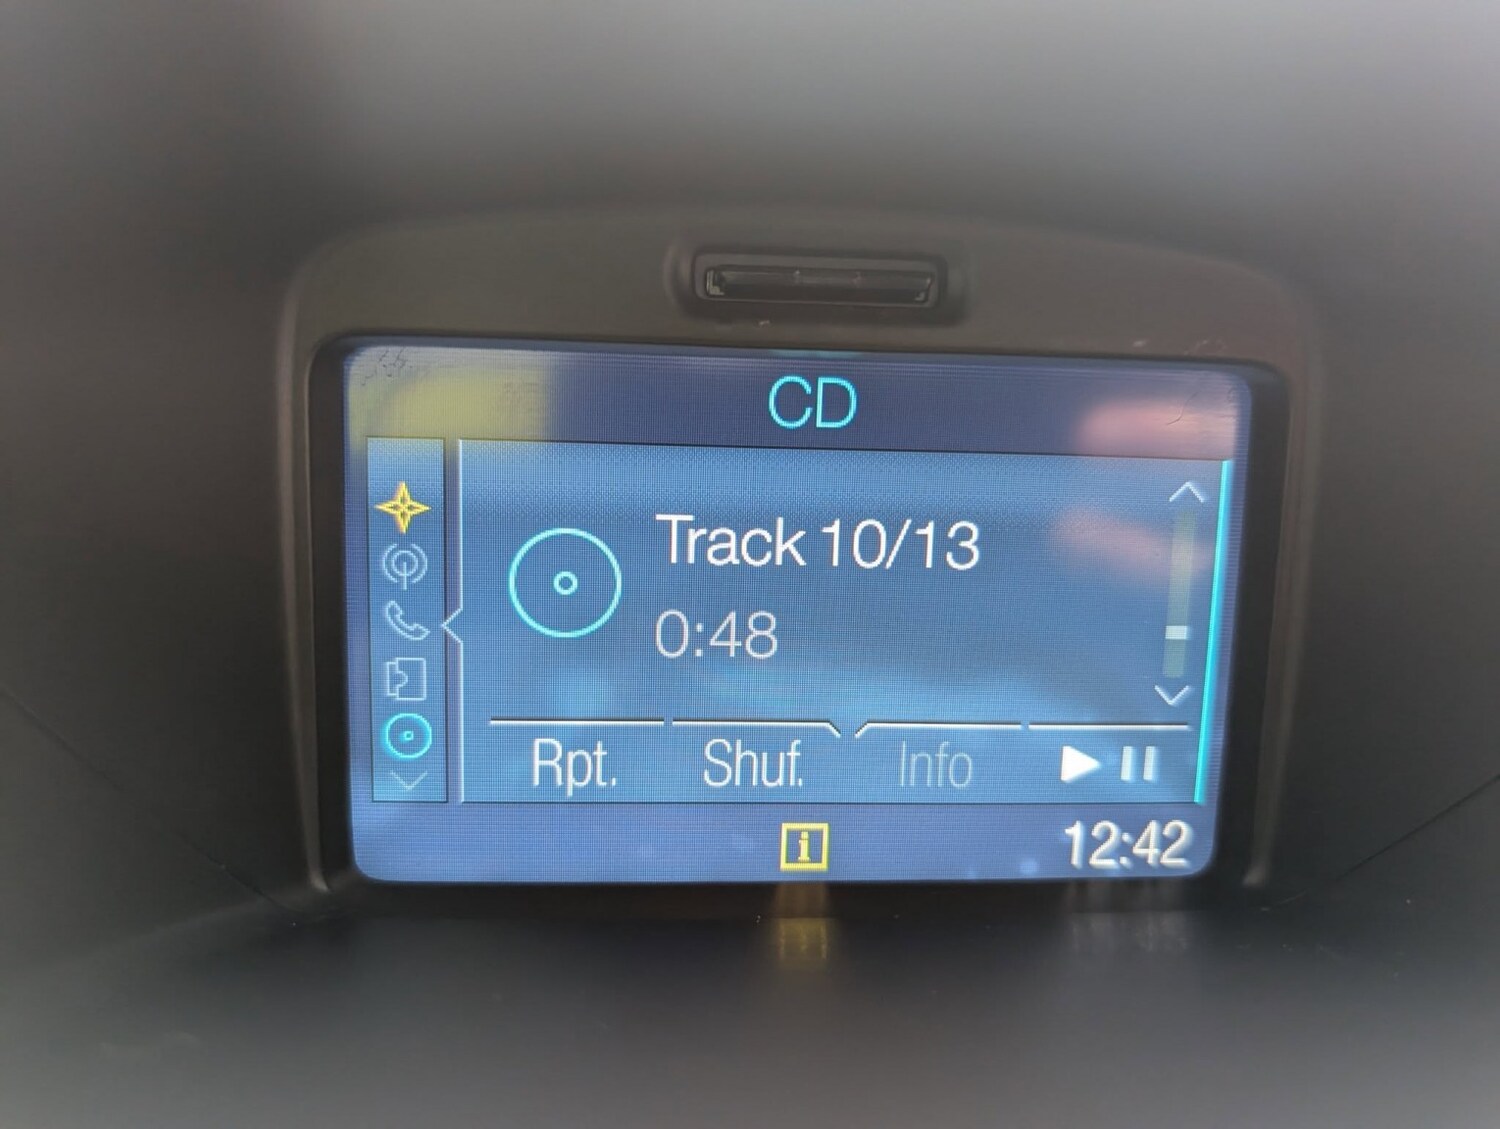 CD
Track 10/13
0:48
Rpt. Shuf. Info
i 12:42